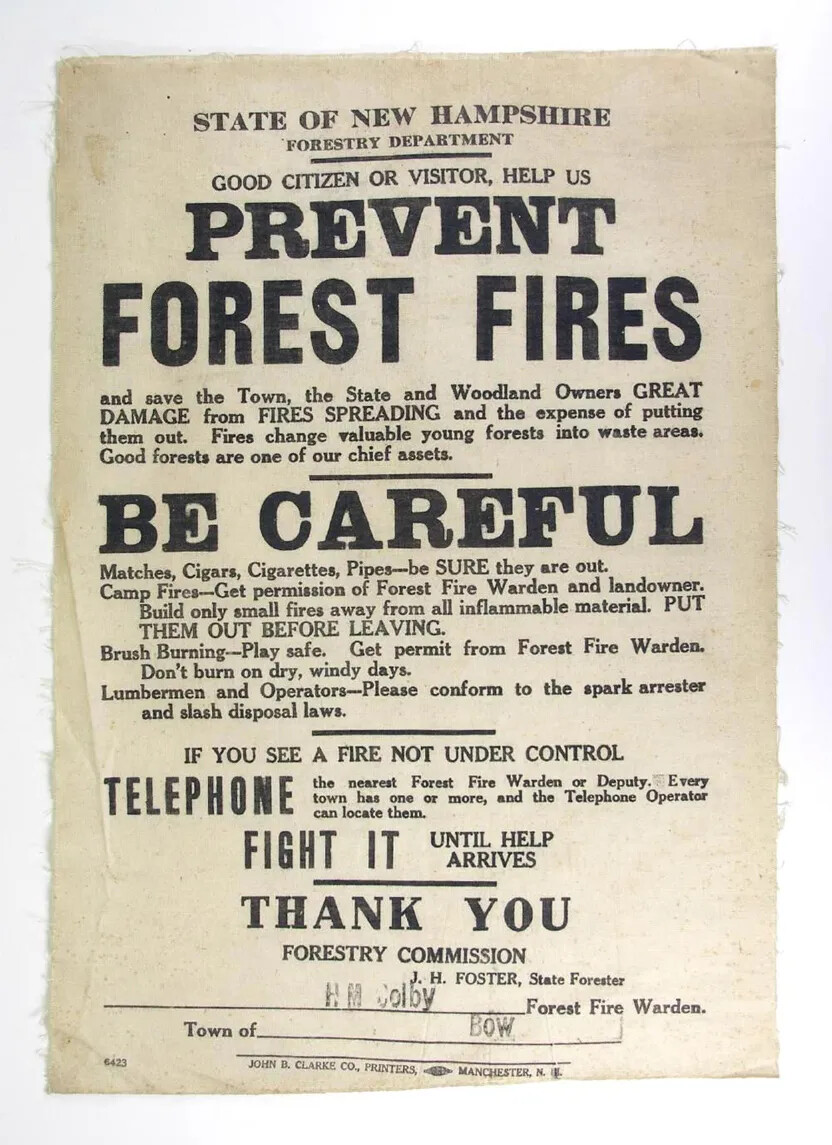 STATE OF NEW HAMPSHIRE
FORESTRY DEPARTMENT
GOOD CITIZEN OR VISITOR, HELP US
PREVENT
FOREST FIRES
and save the Town, the State and Woodland Owners GREAT
DAMAGE from FIRES SPREADING and the expense of putting
them out. Fires change valuable young forests into waste areas.
Good forests are one of our chief assets.
BE CAREFUL
Matches, Cigars, Cigarettes, Pipes—be SURE they are out.
Camp Fires—Get permission of Forest Fire Warden and landowner.
Build only small fires away from all inflammable material. PUT
THEM OUT BEFORE LEAVING.
Brush Burning—Play safe. Get permit from Forest Fire Warden.
Don't burn on dry, windy days.
Lumbermen and Operators—Please conform to the spark arrester
and slash disposal laws.
IF YOU SEE A FIRE NOT UNDER CONTROL
TELEPHONE the nearest Forest Fire Warden or Deputy. Every
town has one or more, and the Telephone Operator
can locate them.
FIGHT IT UNTIL HELP
ARRIVES
THANK YOU
FORESTRY COMMISSION
J. H. FOSTER, State Forester
H M Colby Forest Fire Warden.
Town of BOW
6423 JOHN B. CLARKE CO., PRINTERS, MANCHESTER, N. H.